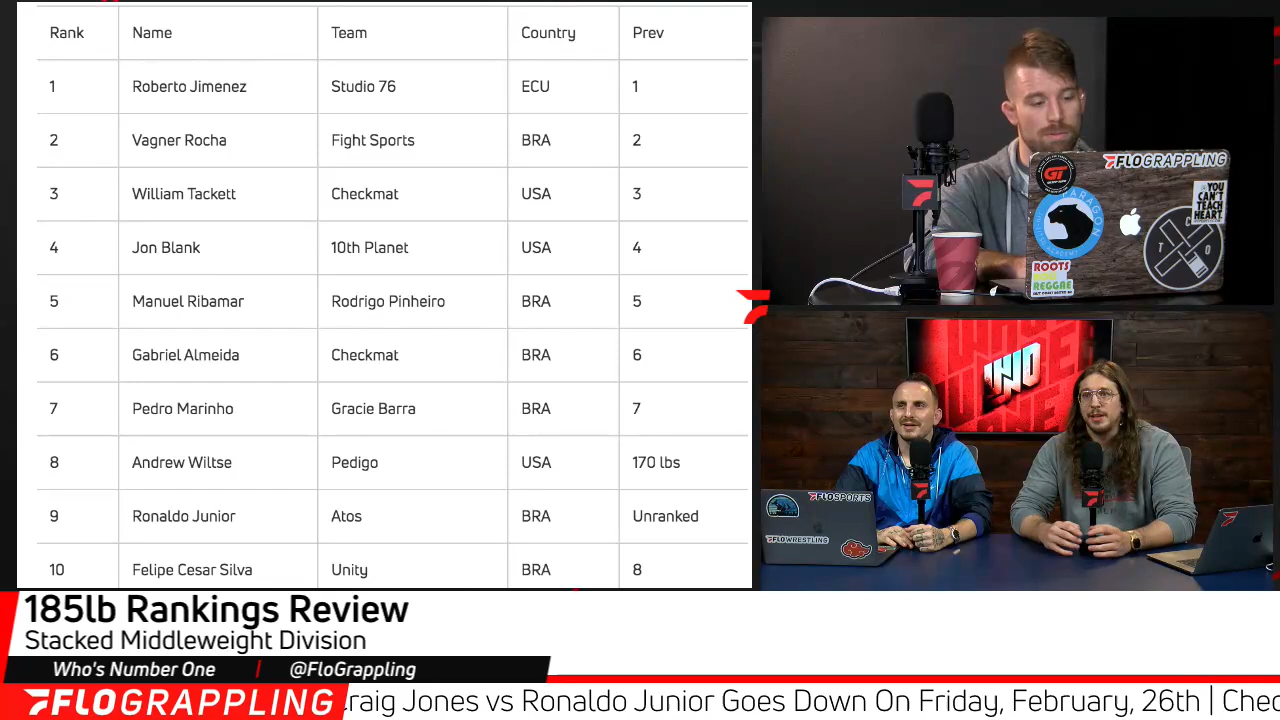 Rank Name Team Country Prev
1 Roberto Jimenez Studio 76 ECU 1
2 Vagner Rocha Fight Sports BRA 2
3 William Tackett Checkmat USA 3
4 Jon Blank 10th Planet USA 4
5 Manuel Ribamar Rodrigo Pinheiro BRA 5
6 Gabriel Almeida Checkmat BRA 6
7 Pedro Marinho Gracie Barra BRA 7
8 Andrew Wiltse Pedigo USA 170 lbs
9 Ronaldo Junior Atos BRA Unranked
10 Felipe Cesar Silva Unity BRA 8
FLOGRAPPLING
GT
PARAGON
YOU
CAN'T
TEACH
HEART.
T C O
ROOTS
REGGAE
WNO
FLOSPORTS
FLOWRESTLING
185lb Rankings Review
Stacked Middleweight Division
Who's Number One | @FloGrappling
FLOGRAPPLING
Craig Jones vs Ronaldo Junior Goes Down On Friday, February, 26th | Chec